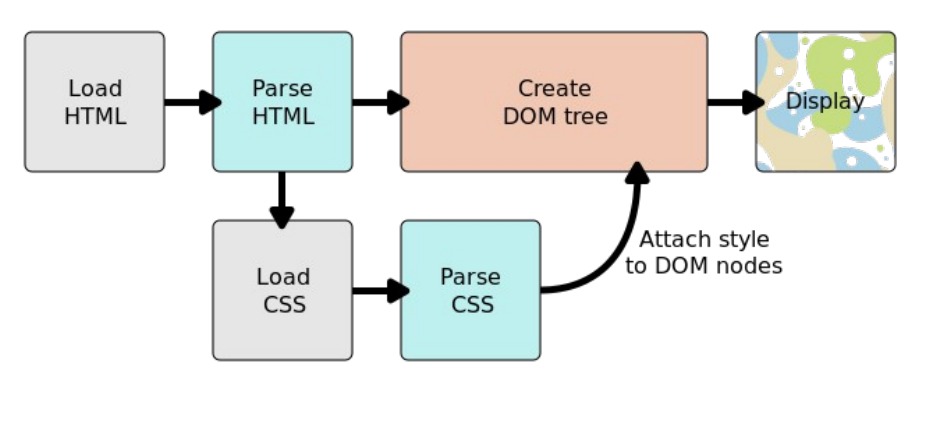 Load
HTML
Parse
HTML
Create
DOM tree
Display
Load
CSS
Parse
CSS
Attach style
to DOM nodes